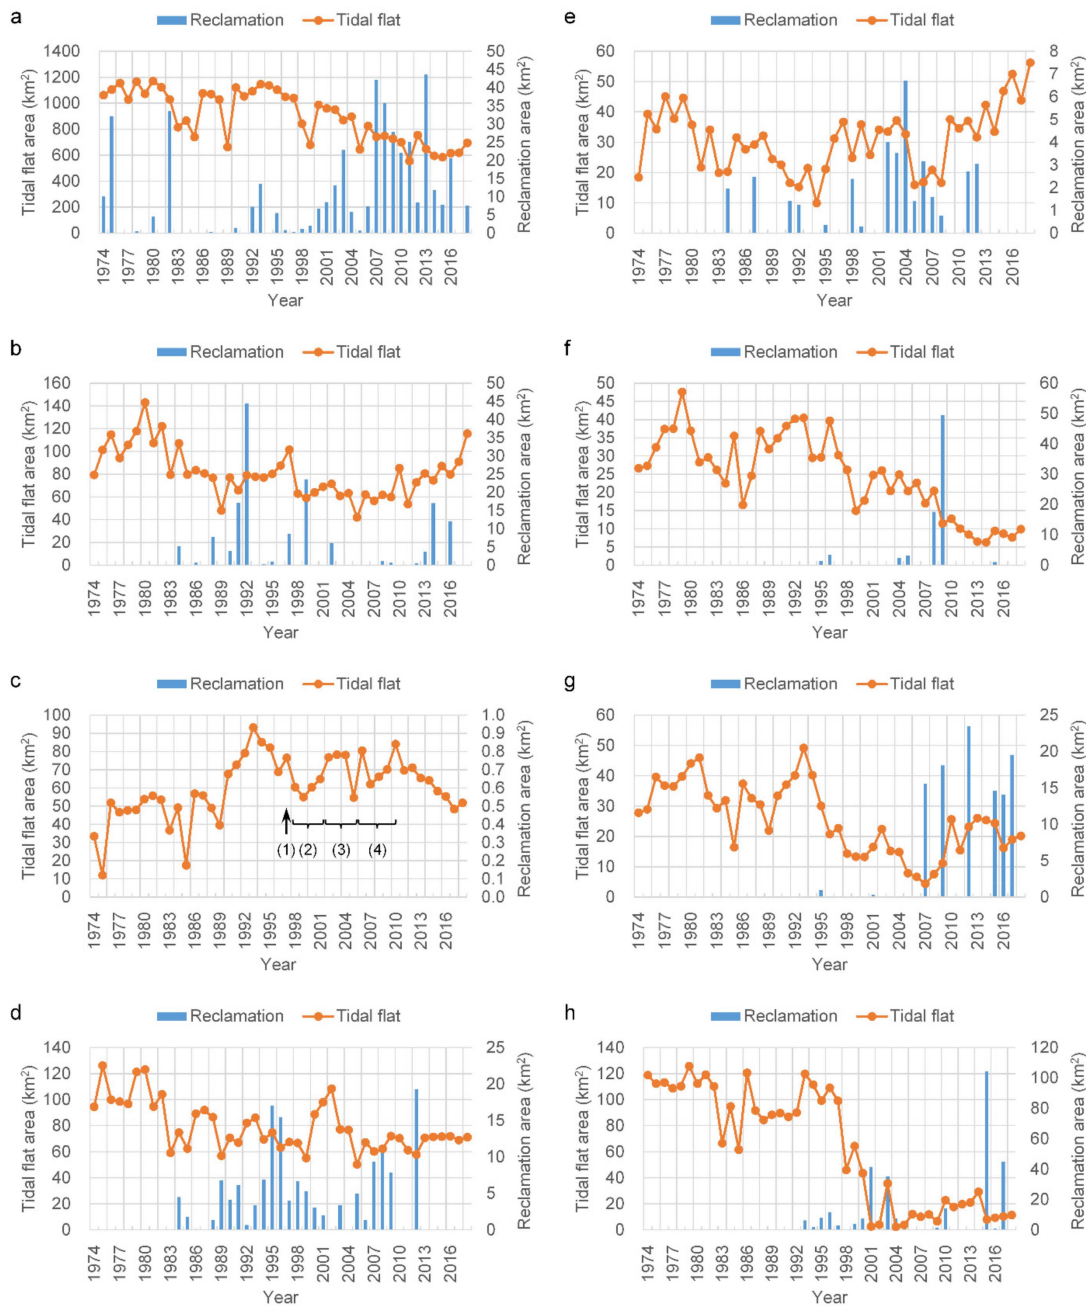 a
Reclamation Tidal flat
Tidal flat area (km²)
1400
1200
1000
800
600
400
200
0
50
45
40
35
30
25
20
15
10
5
0
Reclamation area (km²)
1974 1977 1980 1983 1986 1989 1992 1995 1998 2001 2004 2007 2010 2013 2016
Year
b
Reclamation Tidal flat
Tidal flat area (km²)
160
140
120
100
80
60
40
20
0
50
45
40
35
30
25
20
15
10
5
0
Reclamation area (km²)
1974 1977 1980 1983 1986 1989 1992 1995 1998 2001 2004 2007 2010 2013 2016
Year
c
Reclamation Tidal flat
Tidal flat area (km²)
100
90
80
70
60
50
40
30
20
10
0
(1) (2) (3) (4)
1.0
0.9
0.8
0.7
0.6
0.5
0.4
0.3
0.2
0.1
0.0
Reclamation area (km²)
1974 1977 1980 1983 1986 1989 1992 1995 1998 2001 2004 2007 2010 2013 2016
Year
d
Reclamation Tidal flat
Tidal flat area (km²)
140
120
100
80
60
40
20
0
25
20
15
10
5
0
Reclamation area (km²)
1974 1977 1980 1983 1986 1989 1992 1995 1998 2001 2004 2007 2010 2013 2016
Year
e
Reclamation Tidal flat
Tidal flat area (km²)
60
50
40
30
20
10
0
8
7
6
5
4
3
2
1
0
Reclamation area (km²)
1974 1977 1980 1983 1986 1989 1992 1995 1998 2001 2004 2007 2010 2013 2016
Year
f
Reclamation Tidal flat
Tidal flat area (km²)
50
45
40
35
30
25
20
15
10
5
0
60
50
40
30
20
10
0
Reclamation area (km²)
1974 1977 1980 1983 1986 1989 1992 1995 1998 2001 2004 2007 2010 2013 2016
Year
g
Reclamation Tidal flat
Tidal flat area (km²)
60
50
40
30
20
10
0
25
20
15
10
5
0
Reclamation area (km²)
1974 1977 1980 1983 1986 1989 1992 1995 1998 2001 2004 2007 2010 2013 2016
Year
h
Reclamation Tidal flat
Tidal flat area (km²)
140
120
100
80
60
40
20
0
120
100
80
60
40
20
0
Reclamation area (km²)
1974 1977 1980 1983 1986 1989 1992 1995 1998 2001 2004 2007 2010 2013 2016
Year